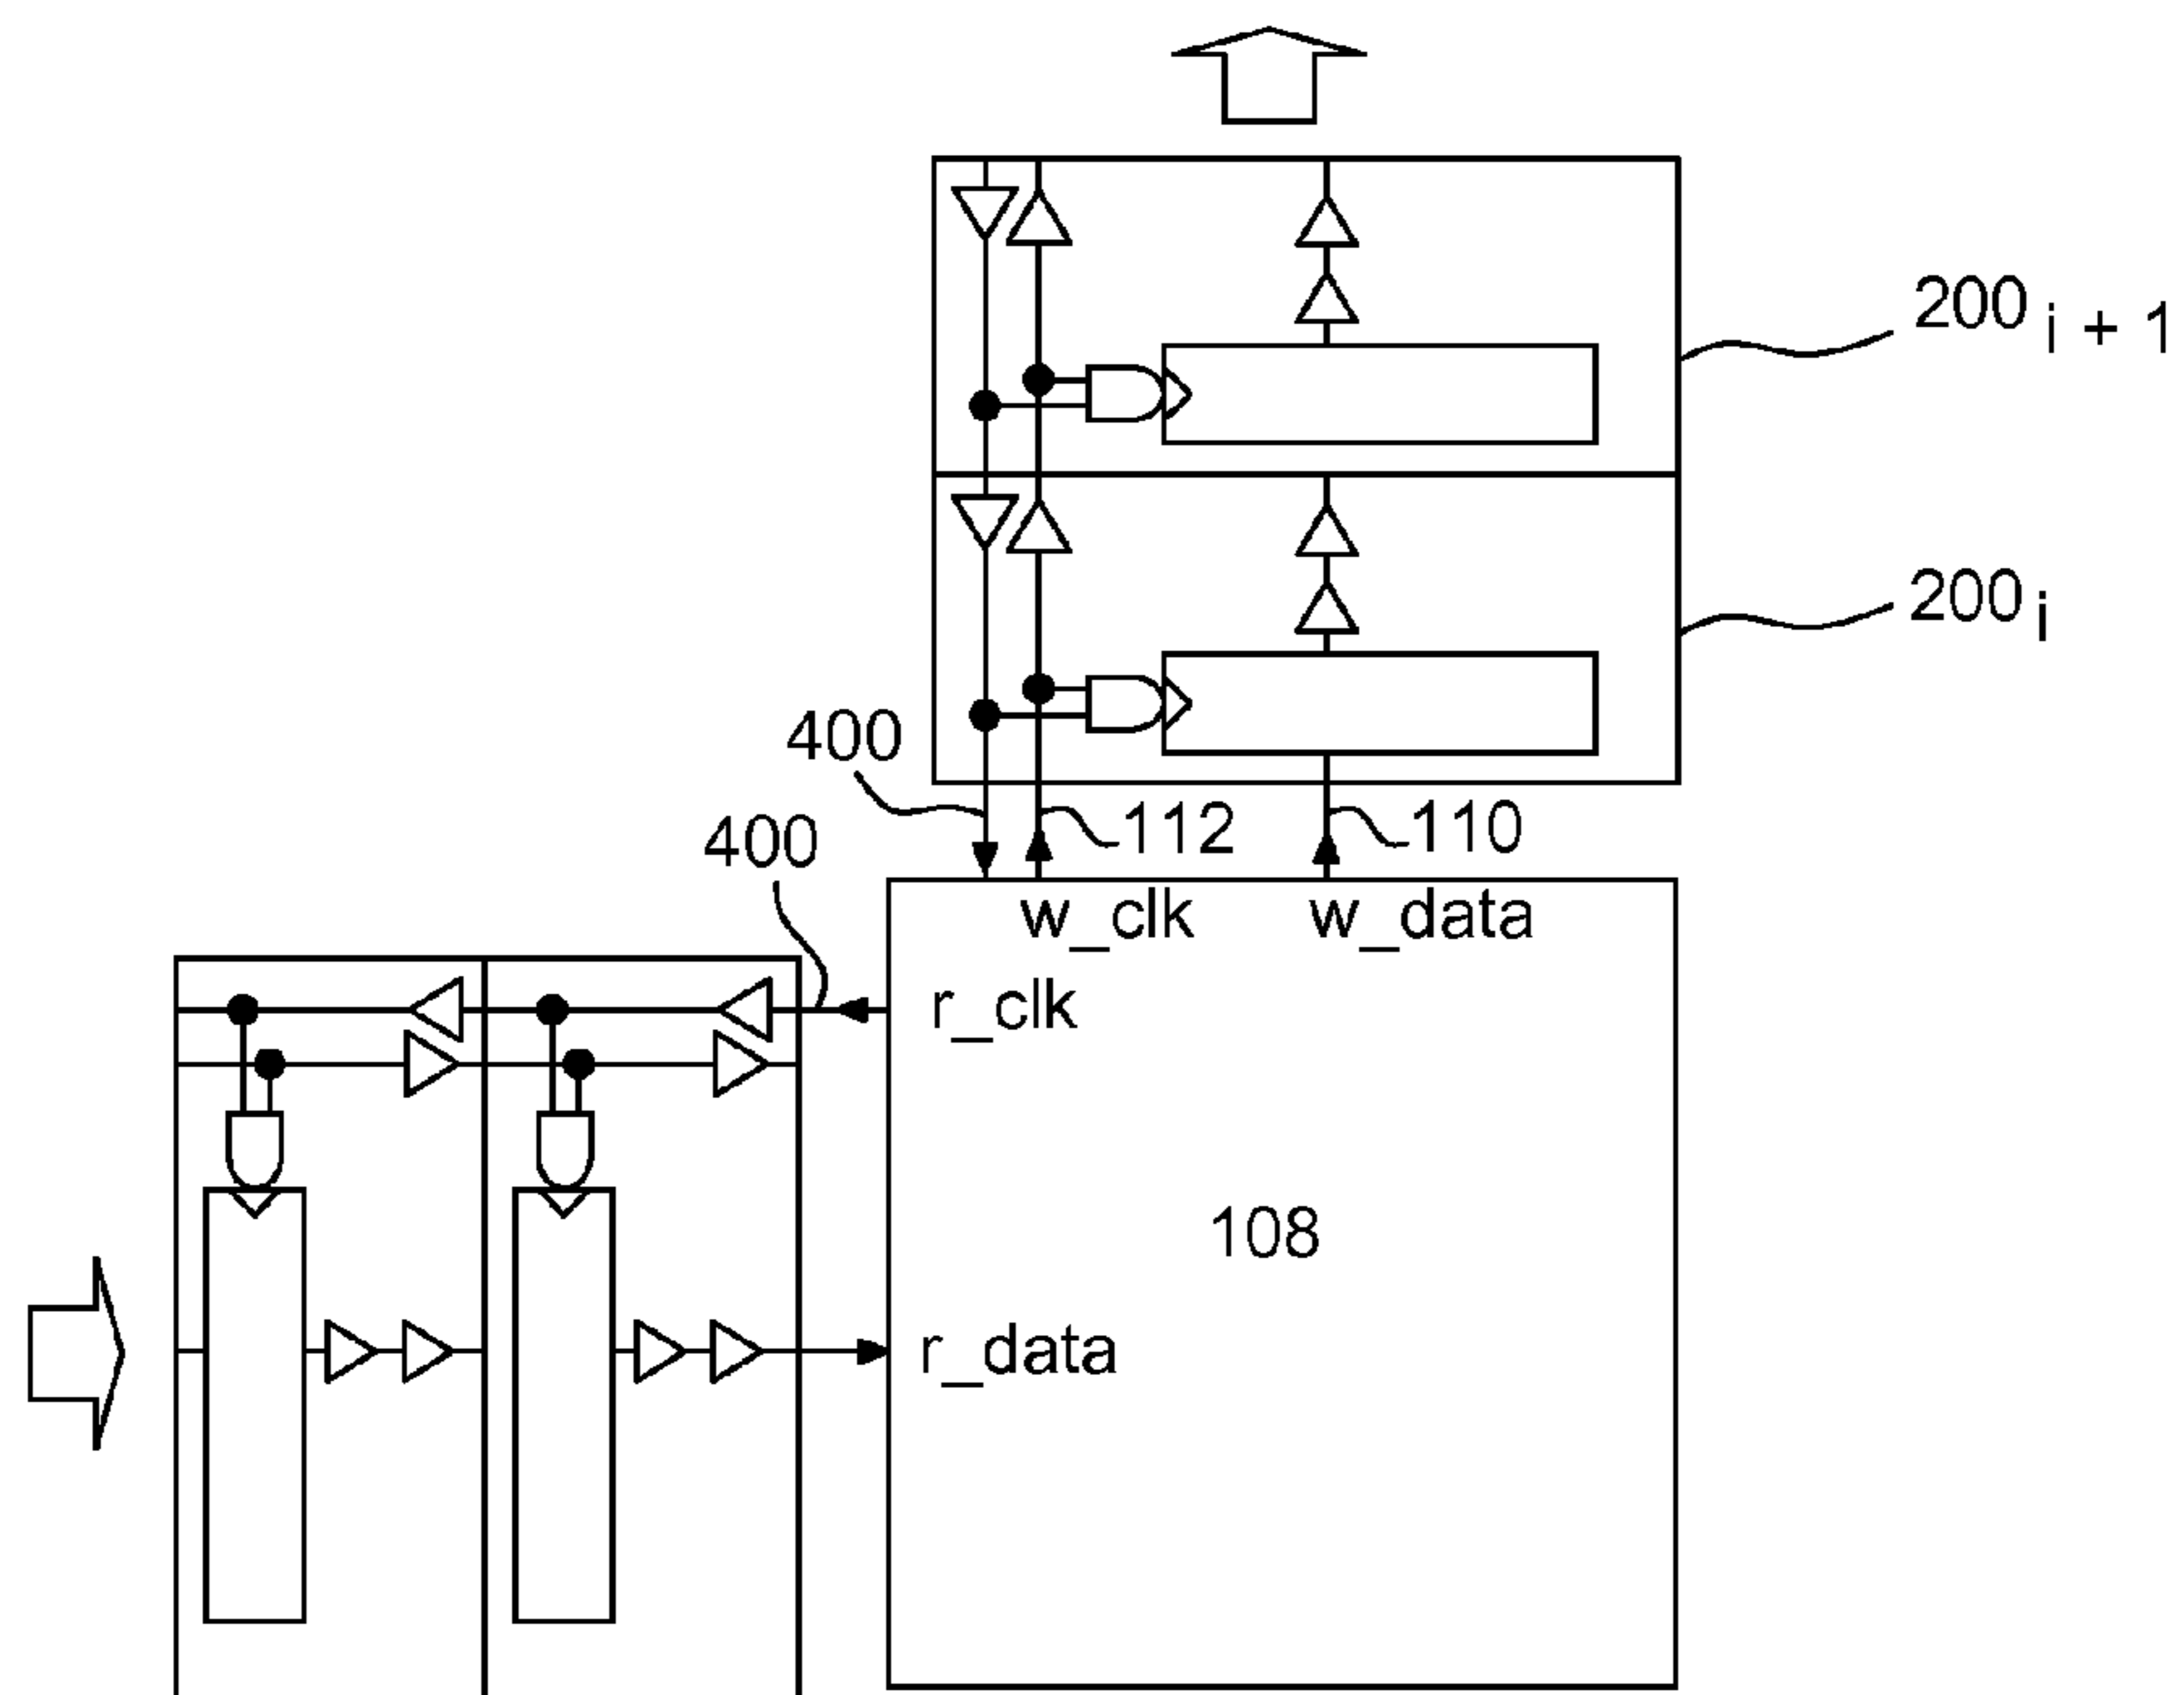 200 i + 1
200 i
400
400
112
110
w_clk
w_data
r_clk
108
r_data